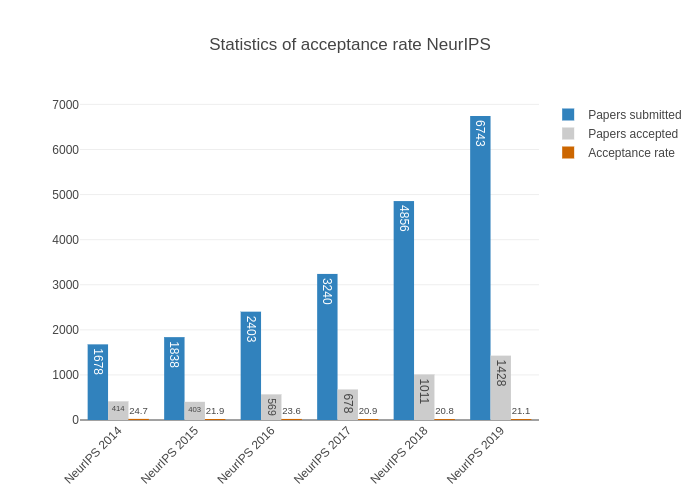 Statistics of acceptance rate NeurIPS
7000
6000
5000
4000
3000
2000
1000
0
Papers submitted
Papers accepted
Acceptance rate
1678
414
24.7
1838
403
21.9
2403
569
23.6
3240
678
20.9
4856
1011
20.8
6743
1428
21.1
NeurIPS 2014
NeurIPS 2015
NeurIPS 2016
NeurIPS 2017
NeurIPS 2018
NeurIPS 2019